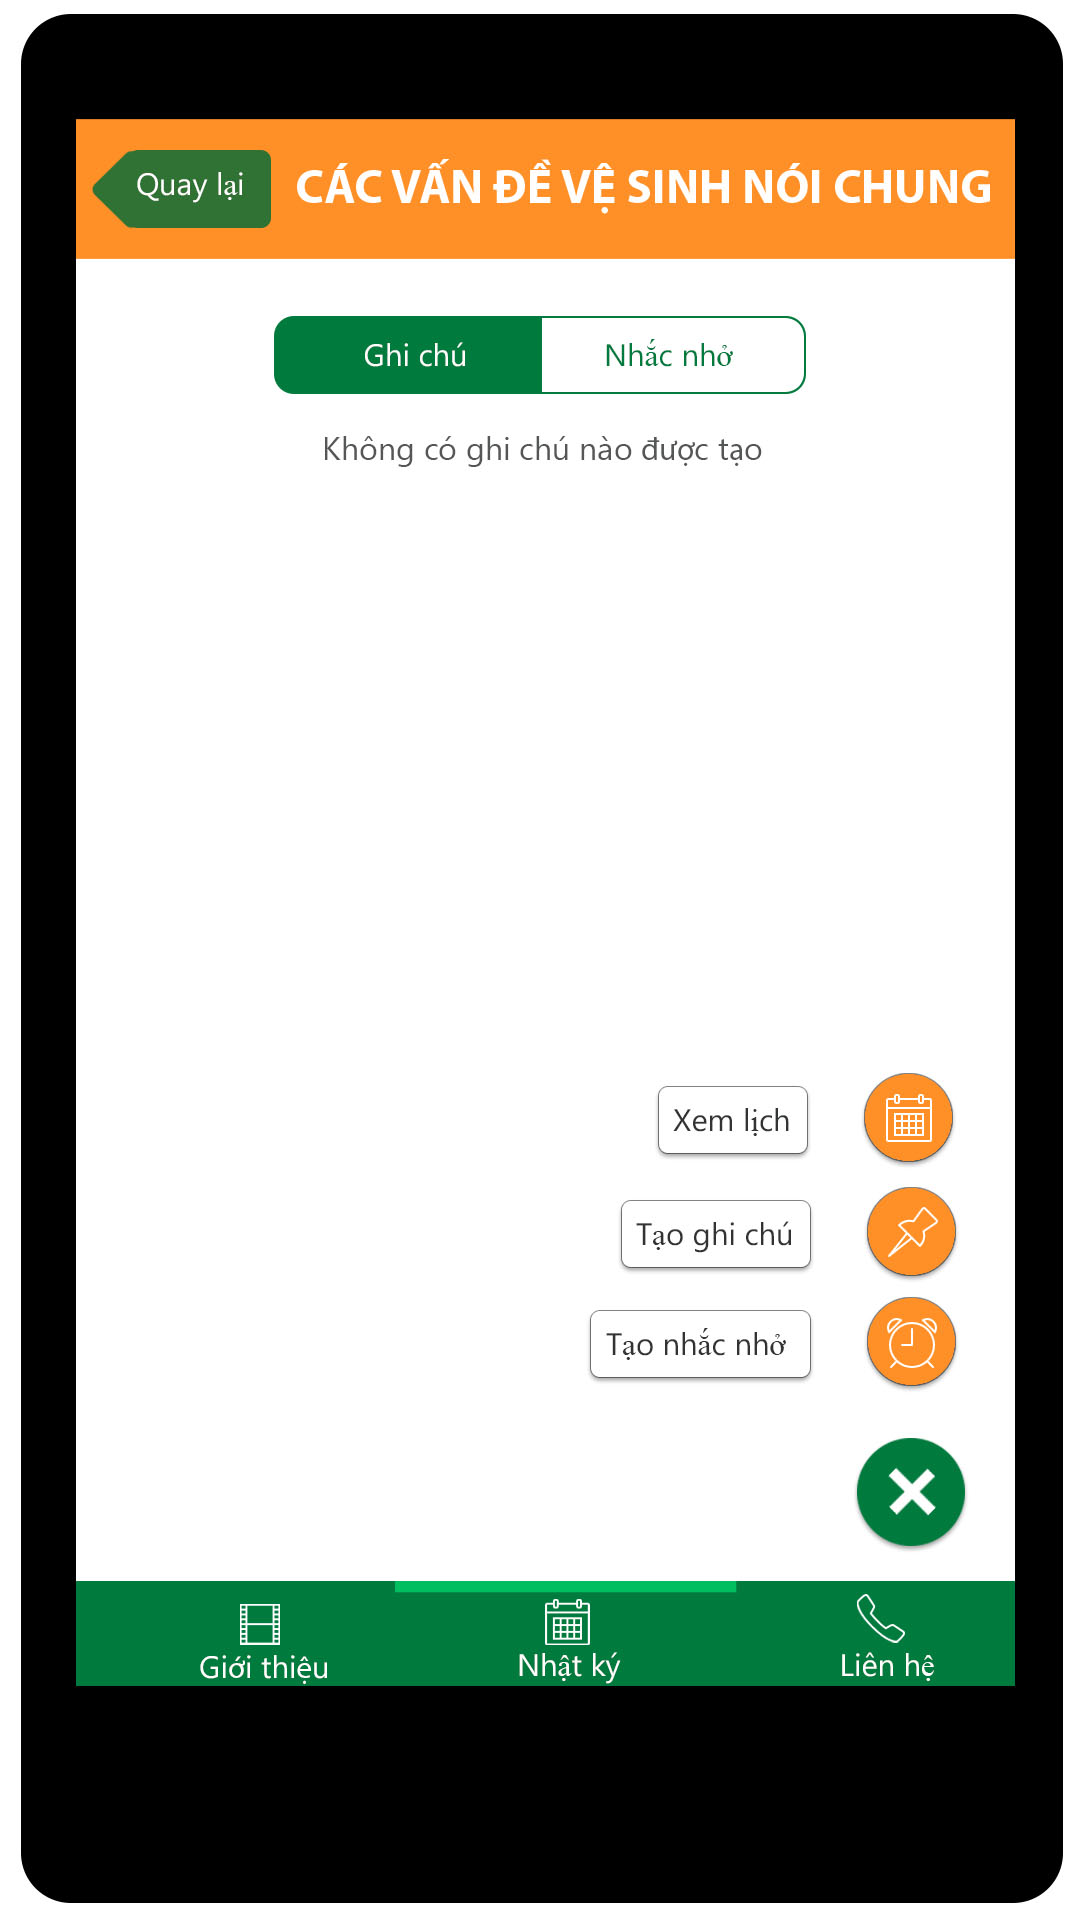 Quay lại
CÁC VẤN ĐỀ VỆ SINH NÓI CHUNG
Ghi chú
Nhắc nhở
Không có ghi chú nào được tạo
Xem lịch
Tạo ghi chú
Tạo nhắc nhở
Giới thiệu
Nhật ký
Liên hệ